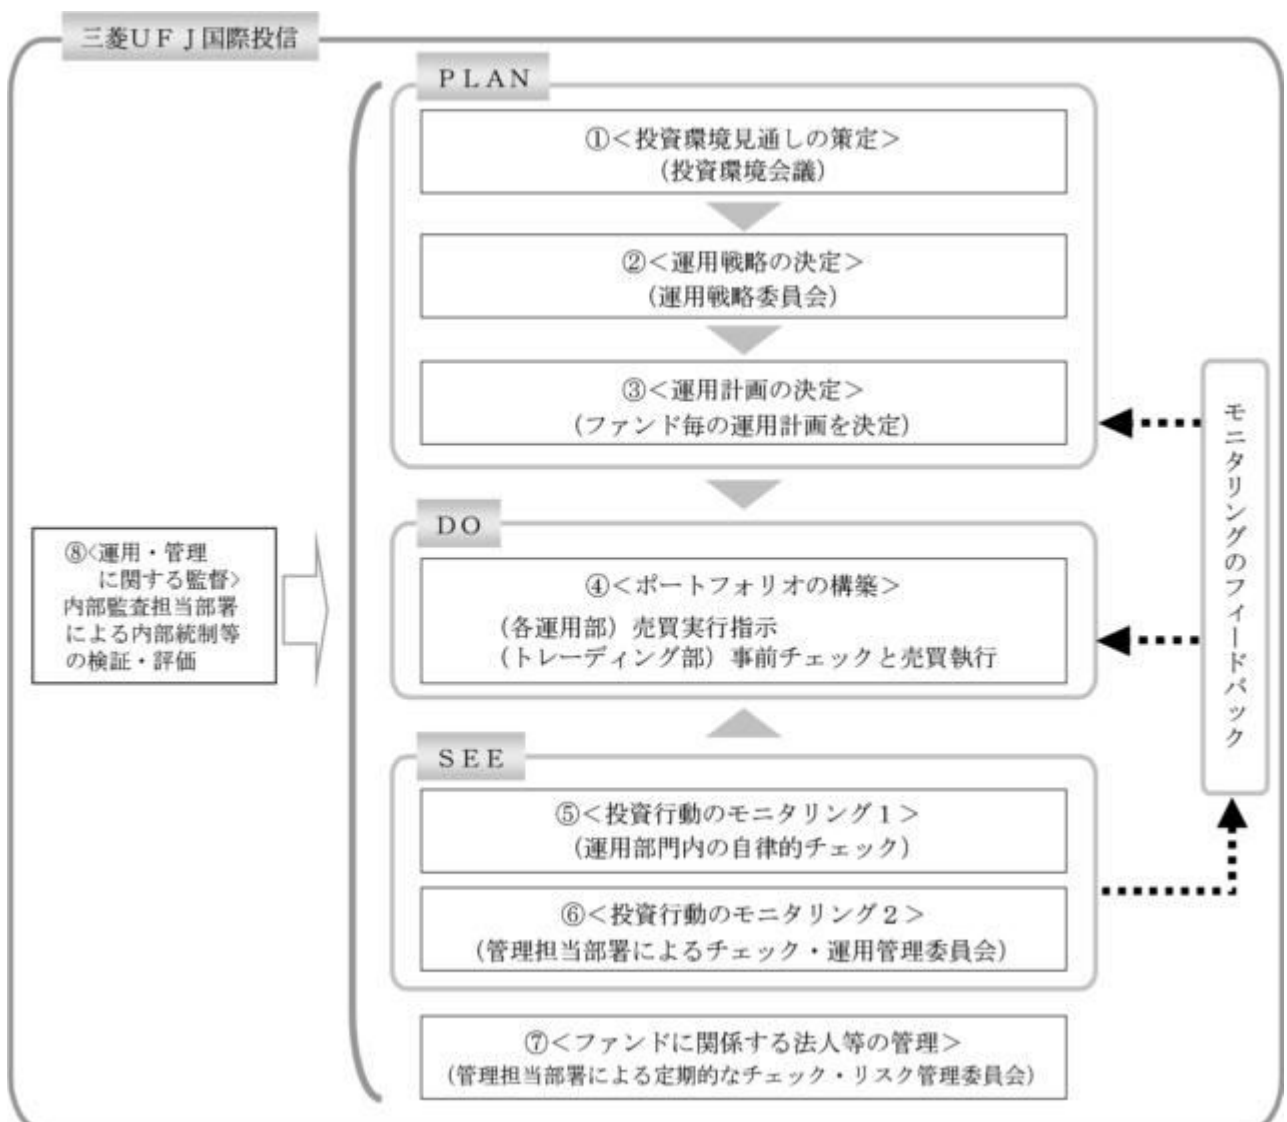 三菱ＵＦＪ国際投信
ＰＬＡＮ
①＜投資環境見通しの策定＞
（投資環境会議）
②＜運用戦略の決定＞
（運用戦略委員会）
③＜運用計画の決定＞
（ファンド毎の運用計画を決定）
ＤＯ
④＜ポートフォリオの構築＞
（各運用部）売買実行指示
（トレーディング部）事前チェックと売買執行
ＳＥＥ
⑤＜投資行動のモニタリング１＞
（運用部門内の自律的チェック）
⑥＜投資行動のモニタリング２＞
（管理担当部署によるチェック・運用管理委員会）
⑦＜ファンドに関係する法人等の管理＞
（管理担当部署による定期的なチェック・リスク管理委員会）
⑧<運用・管理
に関する監督>
内部監査担当部署
による内部統制等
の検証・評価
モニタリングのフィードバック